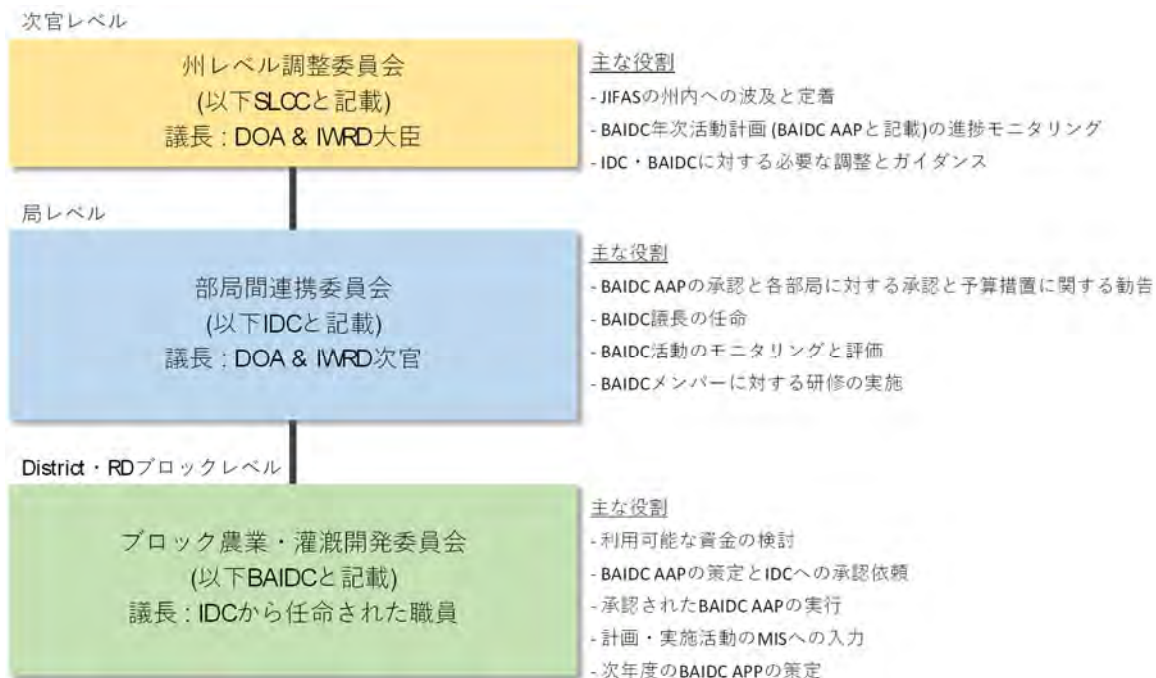 次官レベル
州レベル調整委員会
(以下SLCCと記載)
議長 : DOA & IWRD大臣
主な役割
- JIFASの州内への波及と定着
- BAIDC年次活動計画 (BAIDC AAPと記載)の進捗モニタリング
- IDC・BAIDCに対する必要な調整とガイダンス
局レベル
部局間連携委員会
(以下IDCと記載)
議長 : DOA & IWRD次官
主な役割
- BAIDC AAPの承認と各部局に対する承認と予算措置に関する勧告
- BAIDC議長の任命
- BAIDC活動のモニタリングと評価
- BAIDCメンバーに対する研修の実施
District・RDブロックレベル
ブロック農業・灌漑開発委員会
(以下BAIDCと記載)
議長 : IDCから任命された職員
主な役割
- 利用可能な資金の検討
- BAIDC AAPの策定とIDCへの承認依頼
- 承認されたBAIDC AAPの実行
- 計画・実施活動のMISへの入力
- 次年度のBAIDC APPの策定